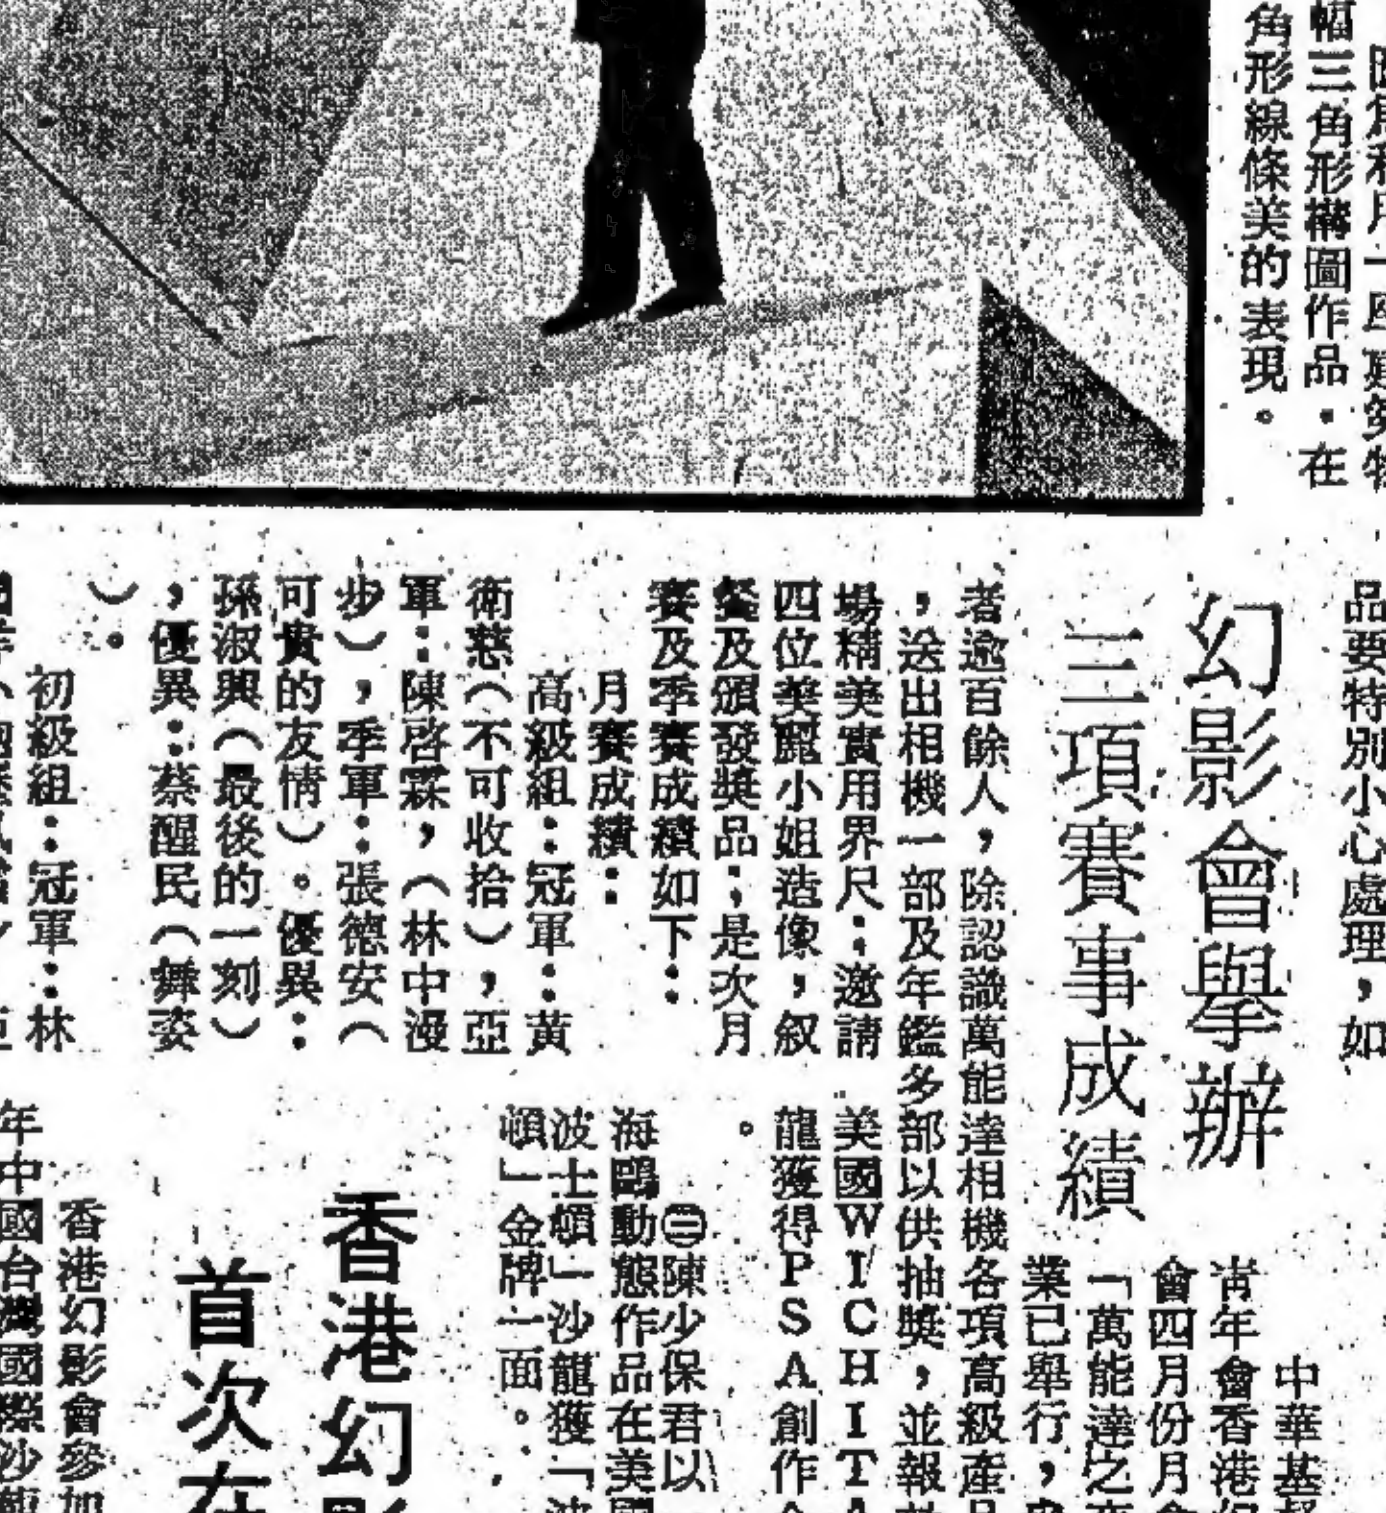 幅三角形構圖作品．在
角形線條美的表現。
品要特別小心處理，如
幻影會舉辦
三項賽事成績
中華基
青年會香港幻
會四月份月會
「萬能達之夜
業已舉行，
者逾百餘人，除認識萬能達相機各項高級產品
，送出相機一部及年鑑多部以供抽獎，並報
場精美實用界尺：邀請
四位美麗小姐造像，叙
餐及頒發獎品；是次月
賽及季賽成績如下：
月賽成績：
高級組：冠軍：黃
衛慈（不可收拾），亞
軍：陳啓霖，（林中漫
步），季軍：張德安（
可貴的友情）。優異：
孫淑興（最後的一刻）
，優異：蔡醒民（舞姿
）。
初級組：冠軍：林
美國WICHITA
龍獲得PSA創作
。
㊂陳少保君以
海鷗動態作品在美國
波士頓」沙龍獲「波
頓」金牌一面。
香港幻影
首次在
香港幻影會參加
年中國台灣國際沙龍